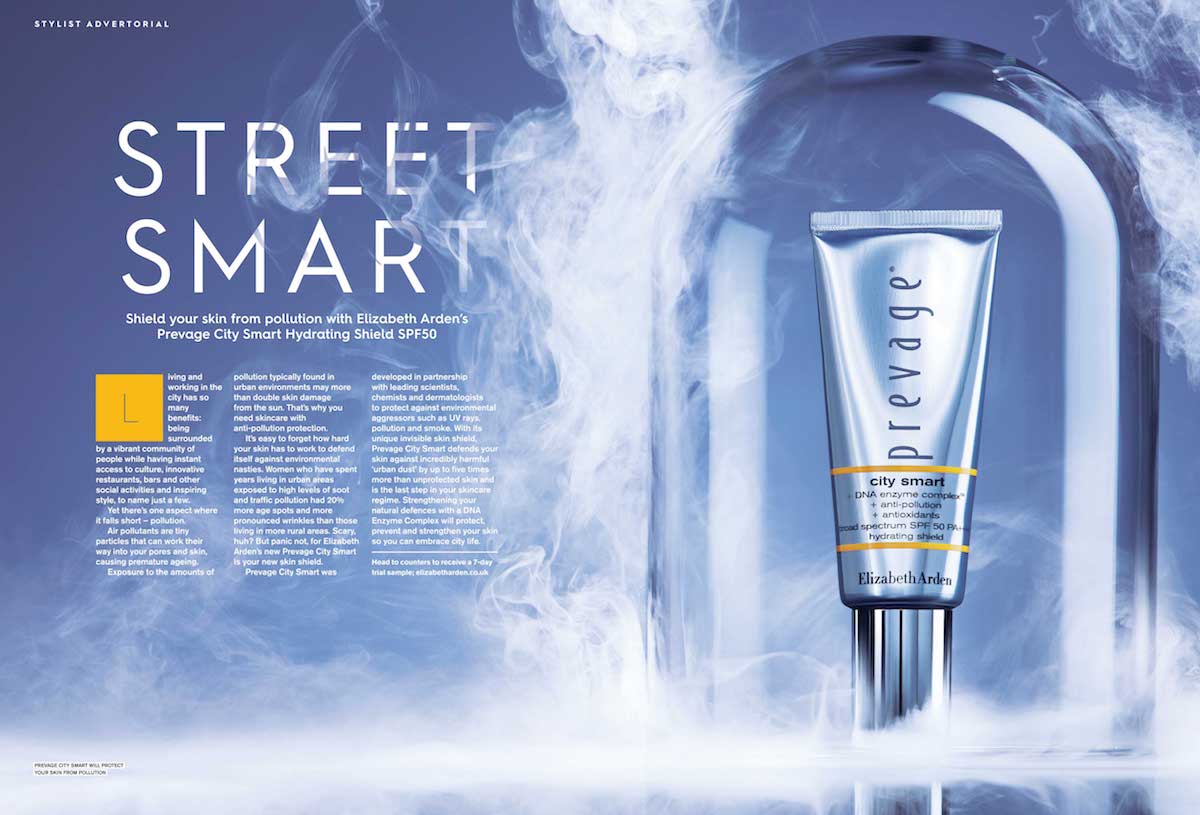 STYLIST ADVERTORIAL
STREET
SMART
Shield your skin from pollution with Elizabeth Arden's
Prevage City Smart Hydrating Shield SPF50
Living and
working in the
city has so
many
benefits:
being
surrounded
by a vibrant community of
people while having instant
access to culture, innovative
restaurants, bars and other
social activities and inspiring
style, to name just a few.
Yet there's one aspect where
it falls short – pollution.
Air pollutants are tiny
particles that can work their
way into your pores and skin,
causing premature ageing.
Exposure to the amounts of
pollution typically found in
urban environments may more
than double skin damage
from the sun. That's why you
need skincare with
anti-pollution protection.
It's easy to forget how hard
your skin has to work to defend
itself against environmental
nasties. Women who have spent
years living in urban areas
exposed to high levels of soot
and traffic pollution had 20%
more age spots and more
pronounced wrinkles than those
living in more rural areas. Scary,
huh? But panic not, for Elizabeth
Arden's new Prevage City Smart
is your new skin shield.
Prevage City Smart was
developed in partnership
with leading scientists,
chemists and dermatologists
to protect against environmental
aggressors such as UV rays,
pollution and smoke. With its
unique invisible skin shield,
Prevage City Smart defends your
skin against incredibly harmful
'urban dust' by up to five times
more than unprotected skin and
is the last step in your skincare
regime. Strengthening your
natural defences with a DNA
Enzyme Complex will protect,
prevent and strengthen your skin
so you can embrace city life.
Head to counters to receive a 7-day
trial sample; elizabetharden.co.uk
prevage®
city smart
+ DNA enzyme complex™
+ anti-pollution
+ antioxidants
broad spectrum SPF 50 PA+++
hydrating shield
Elizabeth Arden
PREVAGE CITY SMART WILL PROTECT
YOUR SKIN FROM POLLUTION